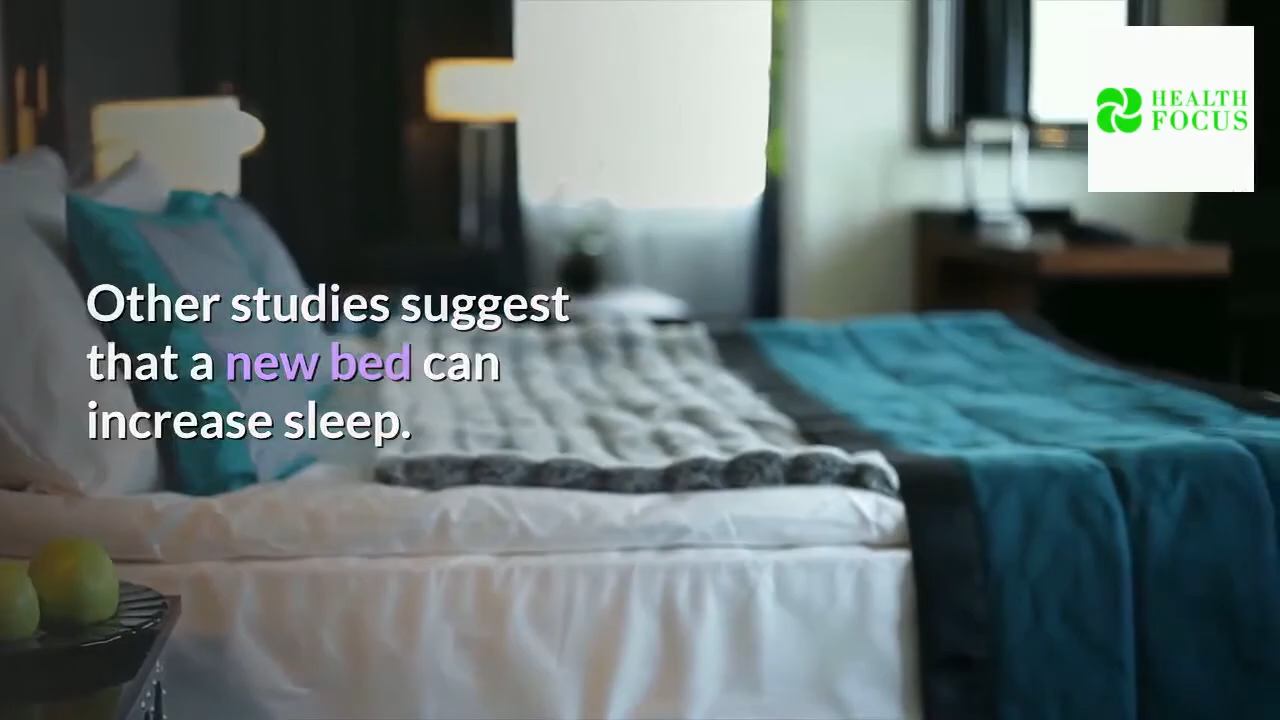 HEALTH
FOCUS
Other studies suggest
that a new bed can
increase sleep.